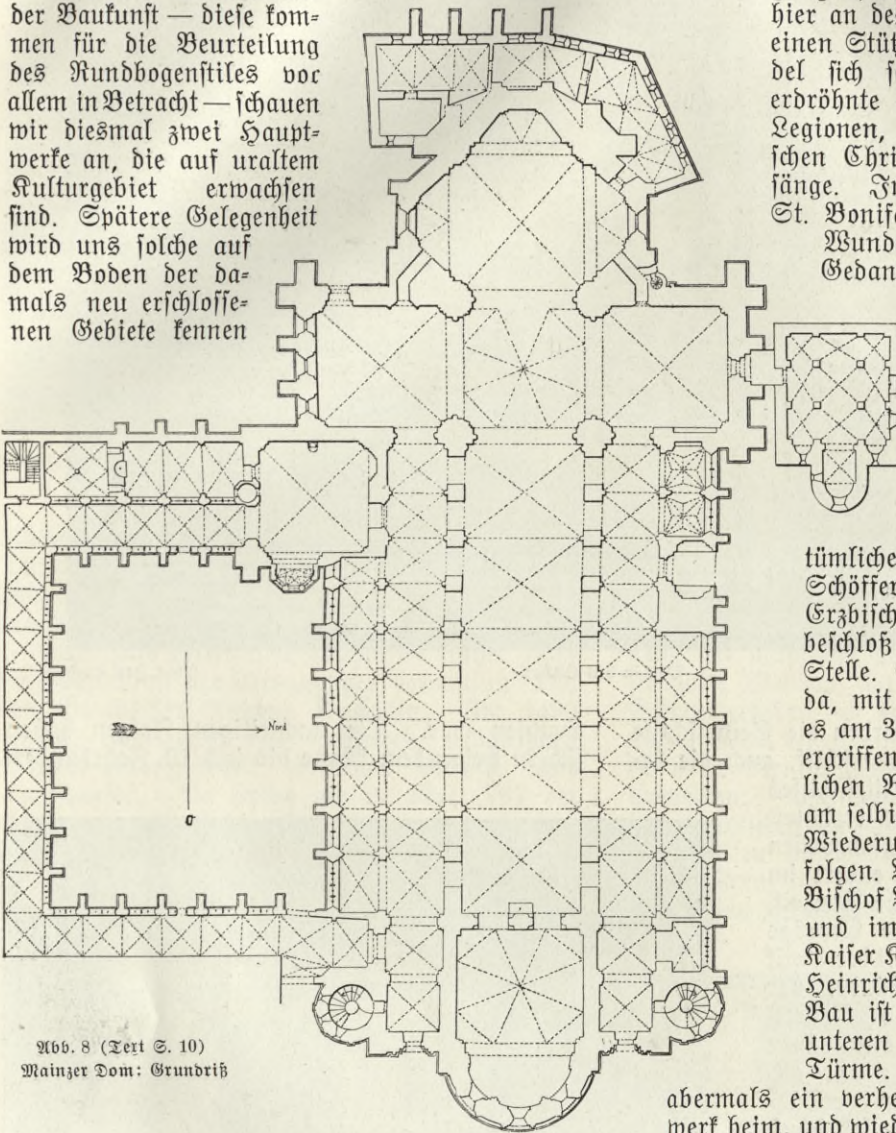 der Baukunst — diese kom=
men für die Beurteilung
des Rundbogenstiles vor
allem in Betracht — schauen
wir diesmal zwei Haupt=
werke an, die auf uraltem
Kulturgebiet erwachsen
sind. Spätere Gelegenheit
wird uns solche auf
dem Boden der da=
mals neu erschlosse=
nen Gebiete kennen
Nord
O
Abb. 8 (Text S. 10)
Mainzer Dom: Grundriß
hier an de
einen Stüt
del sich s
erdröhnte
Legionen,
schen Chri
sänge. In
St. Bonif
Wund
Gedan
tümliche
Schöffer
Erzbisch
beschloß
Stelle.
da, mit
es am 3
ergriffen
lichen B
am selbi
Wiederu
folgen.
Bischof
und im
Kaiser K
Heinrich
Bau ist
unteren
Türme.
abermals ein verhe
werk heim, und wied